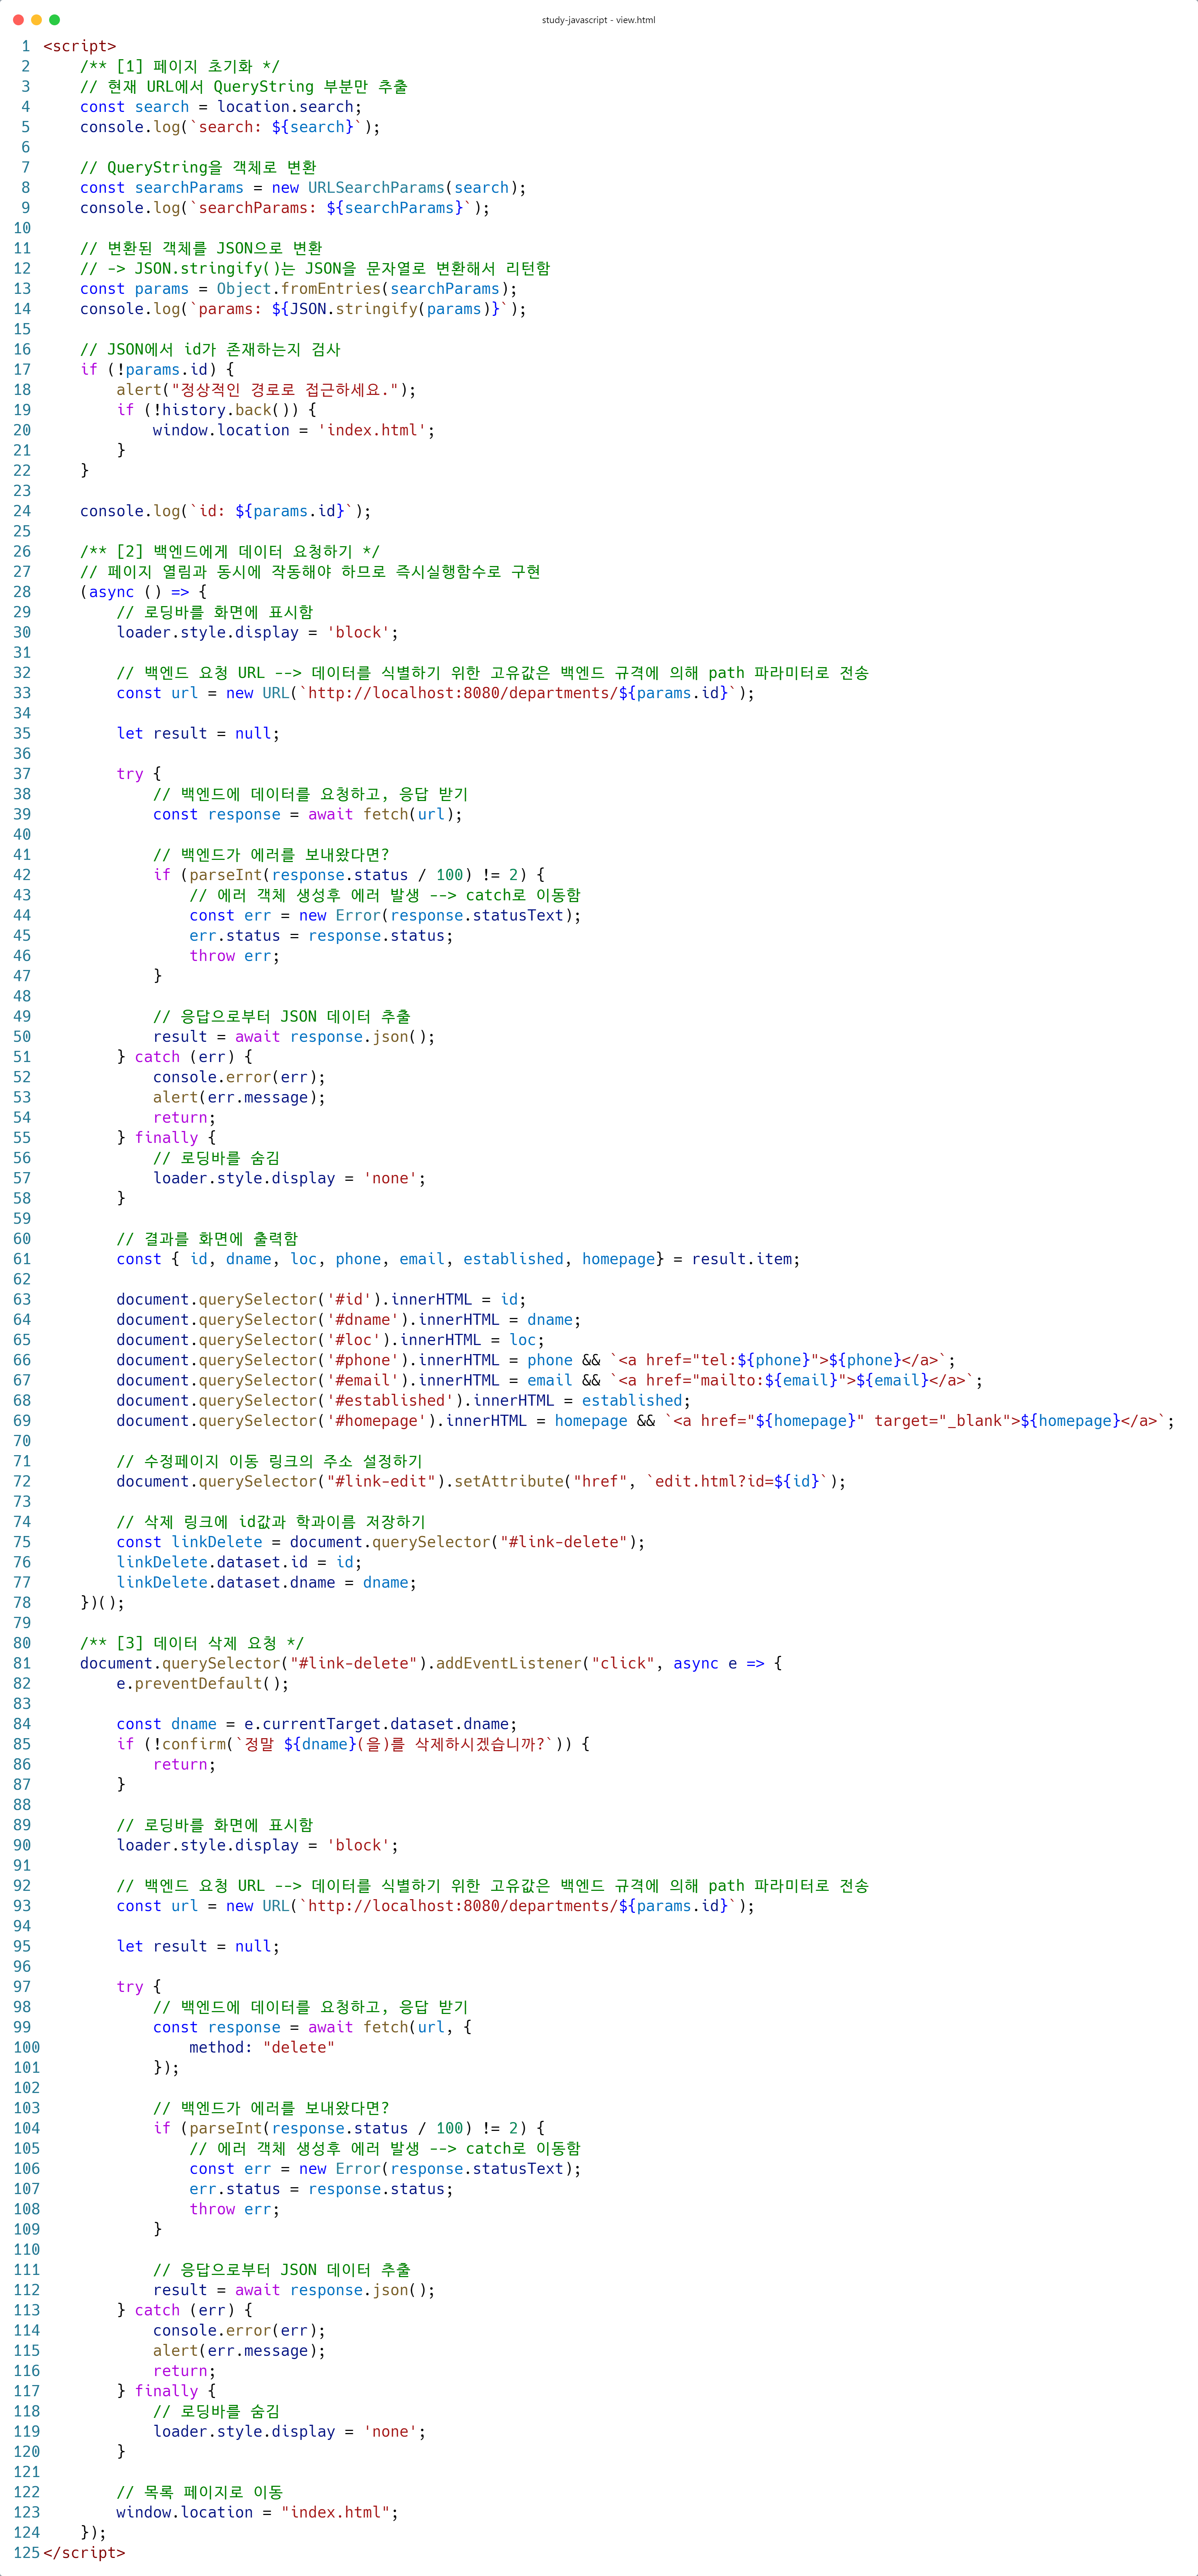 study-javascript - view.html
1 <script>
2     /** [1] 페이지 초기화 */
3     // 현재 URL에서 QueryString 부분만 추출
4     const search = location.search;
5     console.log(`search: ${search}`);
6
7     // QueryString을 객체로 변환
8     const searchParams = new URLSearchParams(search);
9     console.log(`searchParams: ${searchParams}`);
10
11     // 변환된 객체를 JSON으로 변환
12     // -> JSON.stringify()는 JSON을 문자열로 변환해서 리턴함
13     const params = Object.fromEntries(searchParams);
14     console.log(`params: ${JSON.stringify(params)}`);
15
16     // JSON에서 id가 존재하는지 검사
17     if (!params.id) {
18         alert("정상적인 경로로 접근하세요.");
19         if (!history.back()) {
20             window.location = 'index.html';
21         }
22     }
23
24     console.log(`id: ${params.id}`);
25
26     /** [2] 백엔드에게 데이터 요청하기 */
27     // 페이지 열림과 동시에 작동해야 하므로 즉시실행함수로 구현
28     (async () => {
29         // 로딩바를 화면에 표시함
30         loader.style.display = 'block';
31
32         // 백엔드 요청 URL --> 데이터를 식별하기 위한 고유값은 백엔드 규격에 의해 path 파라미터로 전송
33         const url = new URL(`http://localhost:8080/departments/${params.id}`);
34
35         let result = null;
36
37         try {
38             // 백엔드에 데이터를 요청하고, 응답 받기
39             const response = await fetch(url);
40
41             // 백엔드가 에러를 보내왔다면?
42             if (parseInt(response.status / 100) != 2) {
43                 // 에러 객체 생성후 에러 발생 --> catch로 이동함
44                 const err = new Error(response.statusText);
45                 err.status = response.status;
46                 throw err;
47             }
48
49             // 응답으로부터 JSON 데이터 추출
50             result = await response.json();
51         } catch (err) {
52             console.error(err);
53             alert(err.message);
54             return;
55         } finally {
56             // 로딩바를 숨김
57             loader.style.display = 'none';
58         }
59
60         // 결과를 화면에 출력함
61         const { id, dname, loc, phone, email, established, homepage} = result.item;
62
63         document.querySelector('#id').innerHTML = id;
64         document.querySelector('#dname').innerHTML = dname;
65         document.querySelector('#loc').innerHTML = loc;
66         document.querySelector('#phone').innerHTML = phone && `<a href="tel:${phone}">${phone}</a>`;
67         document.querySelector('#email').innerHTML = email && `<a href="mailto:${email}">${email}</a>`;
68         document.querySelector('#established').innerHTML = established;
69         document.querySelector('#homepage').innerHTML = homepage && `<a href="${homepage}" target="_blank">${homepage}</a>`;
70
71         // 수정페이지 이동 링크의 주소 설정하기
72         document.querySelector("#link-edit").setAttribute("href", `edit.html?id=${id}`);
73
74         // 삭제 링크에 id값과 학과이름 저장하기
75         const linkDelete = document.querySelector("#link-delete");
76         linkDelete.dataset.id = id;
77         linkDelete.dataset.dname = dname;
78     })();
79
80     /** [3] 데이터 삭제 요청 */
81     document.querySelector("#link-delete").addEventListener("click", async e => {
82         e.preventDefault();
83
84         const dname = e.currentTarget.dataset.dname;
85         if (!confirm(`정말 ${dname}(을)를 삭제하시겠습니까?`)) {
86             return;
87         }
88
89         // 로딩바를 화면에 표시함
90         loader.style.display = 'block';
91
92         // 백엔드 요청 URL --> 데이터를 식별하기 위한 고유값은 백엔드 규격에 의해 path 파라미터로 전송
93         const url = new URL(`http://localhost:8080/departments/${params.id}`);
94
95         let result = null;
96
97         try {
98             // 백엔드에 데이터를 요청하고, 응답 받기
99             const response = await fetch(url, {
100                 method: "delete"
101             });
102
103             // 백엔드가 에러를 보내왔다면?
104             if (parseInt(response.status / 100) != 2) {
105                 // 에러 객체 생성후 에러 발생 --> catch로 이동함
106                 const err = new Error(response.statusText);
107                 err.status = response.status;
108                 throw err;
109             }
110
111             // 응답으로부터 JSON 데이터 추출
112             result = await response.json();
113         } catch (err) {
114             console.error(err);
115             alert(err.message);
116             return;
117         } finally {
118             // 로딩바를 숨김
119             loader.style.display = 'none';
120         }
121
122         // 목록 페이지로 이동
123         window.location = "index.html";
124     });
125 </script>